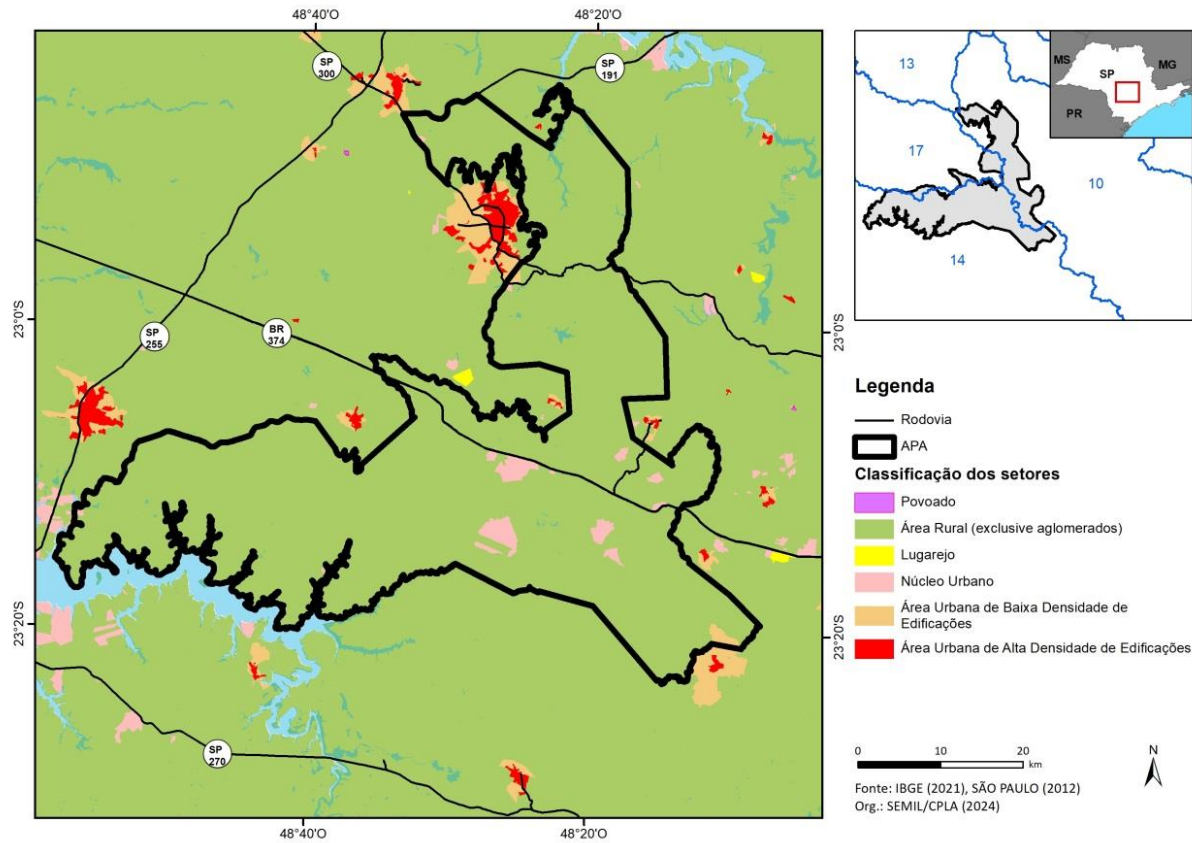 48°40'O
48°20'O
SP
300
SP
191
23°0'S
23°0'S
SP
255
BR
374
23°20'S
23°20'S
SP
270
48°40'O
48°20'O
13
17
10
14
MS
SP
MG
PR
Legenda
Rodovia
APA
Classificação dos setores
Povoado
Área Rural (exclusive aglomerados)
Lugarejo
Núcleo Urbano
Área Urbana de Baixa Densidade de
Edificações
Área Urbana de Alta Densidade de Edificações
0 10 20
km
N
Fonte: IBGE (2021), SÃO PAULO (2012)
Org.: SEMIL/CPLA (2024)